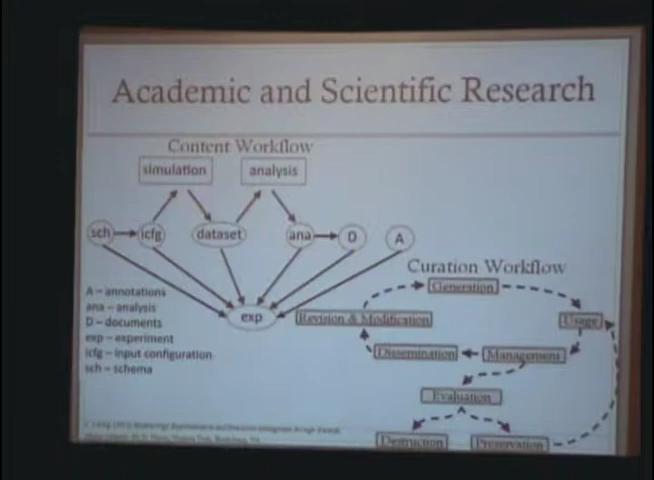 Academic and Scientific Research
Content Workflow
simulation
analysis
sch
icfg
dataset
ana
D
A
exp
A – annotations
ana – analysis
D – documents
exp – experiment
icfg – input configuration
sch – schema
Curation Workflow
Generation
Revision & Modification
Usage
Dissemination
Management
Evaluation
Destruction
Preservation